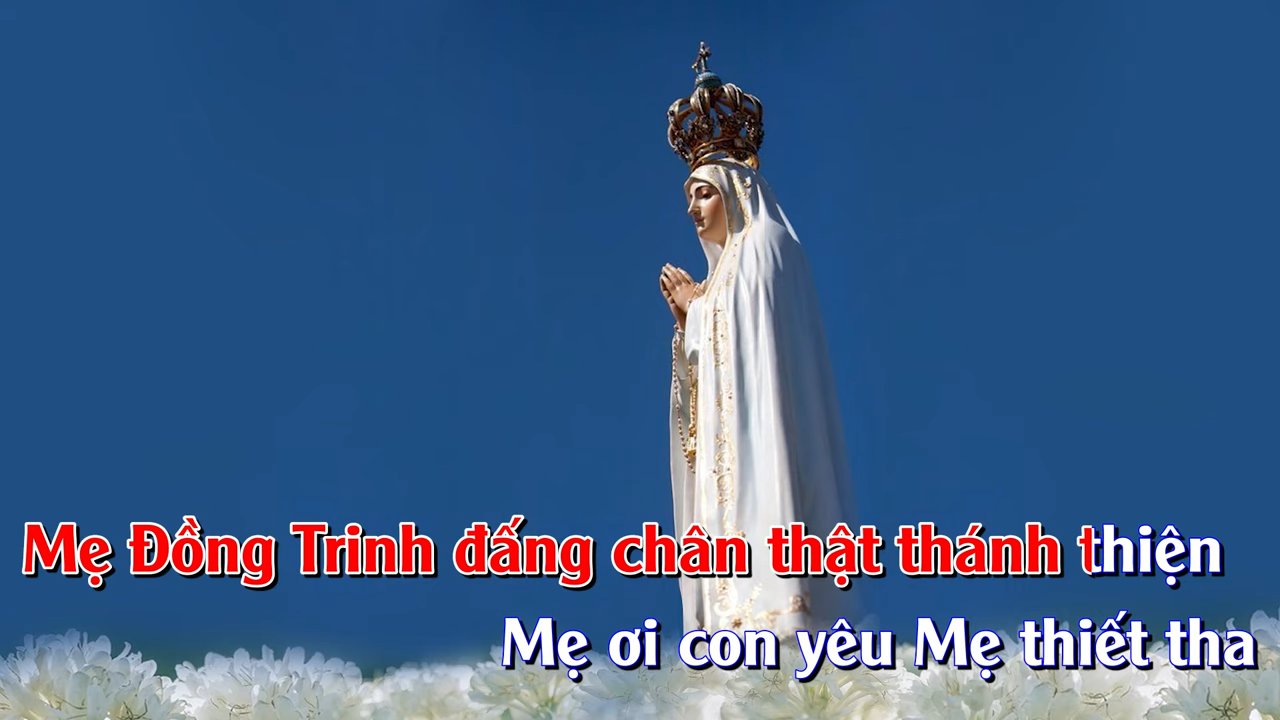 Mẹ Đồng Trinh đấng chân thật thánh thiện
Mẹ ơi con yêu Mẹ thiết tha